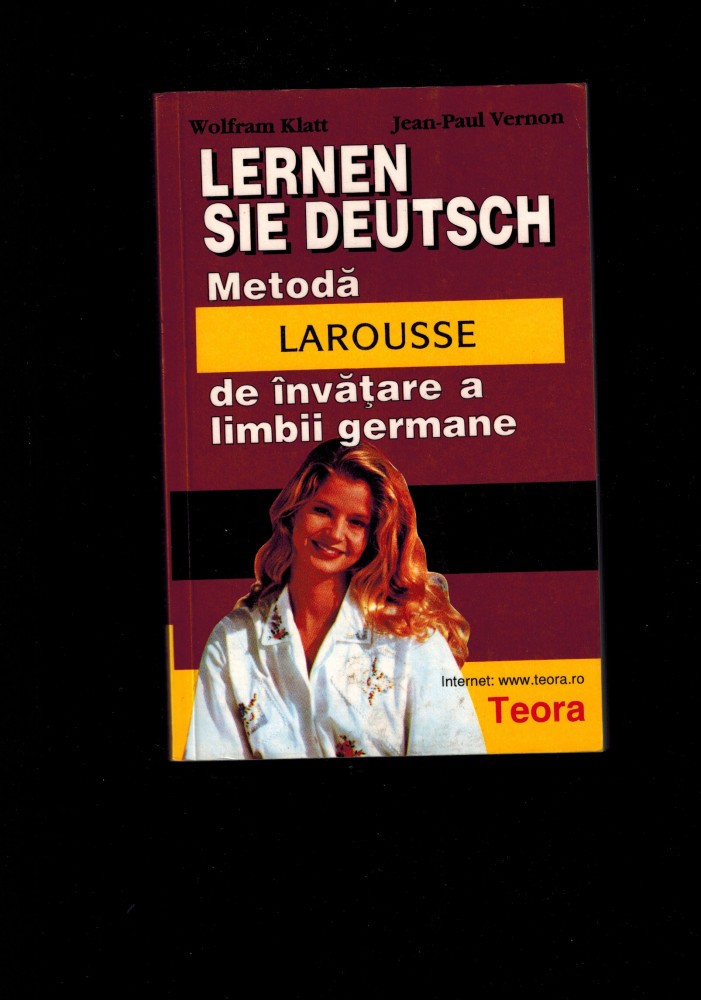 Wolfram Klatt Jean-Paul Vernon
LERNEN
SIE DEUTSCH
Metodă
LAROUSSE
de învăţare a
limbii germane
Internet: www.teora.ro
Teora